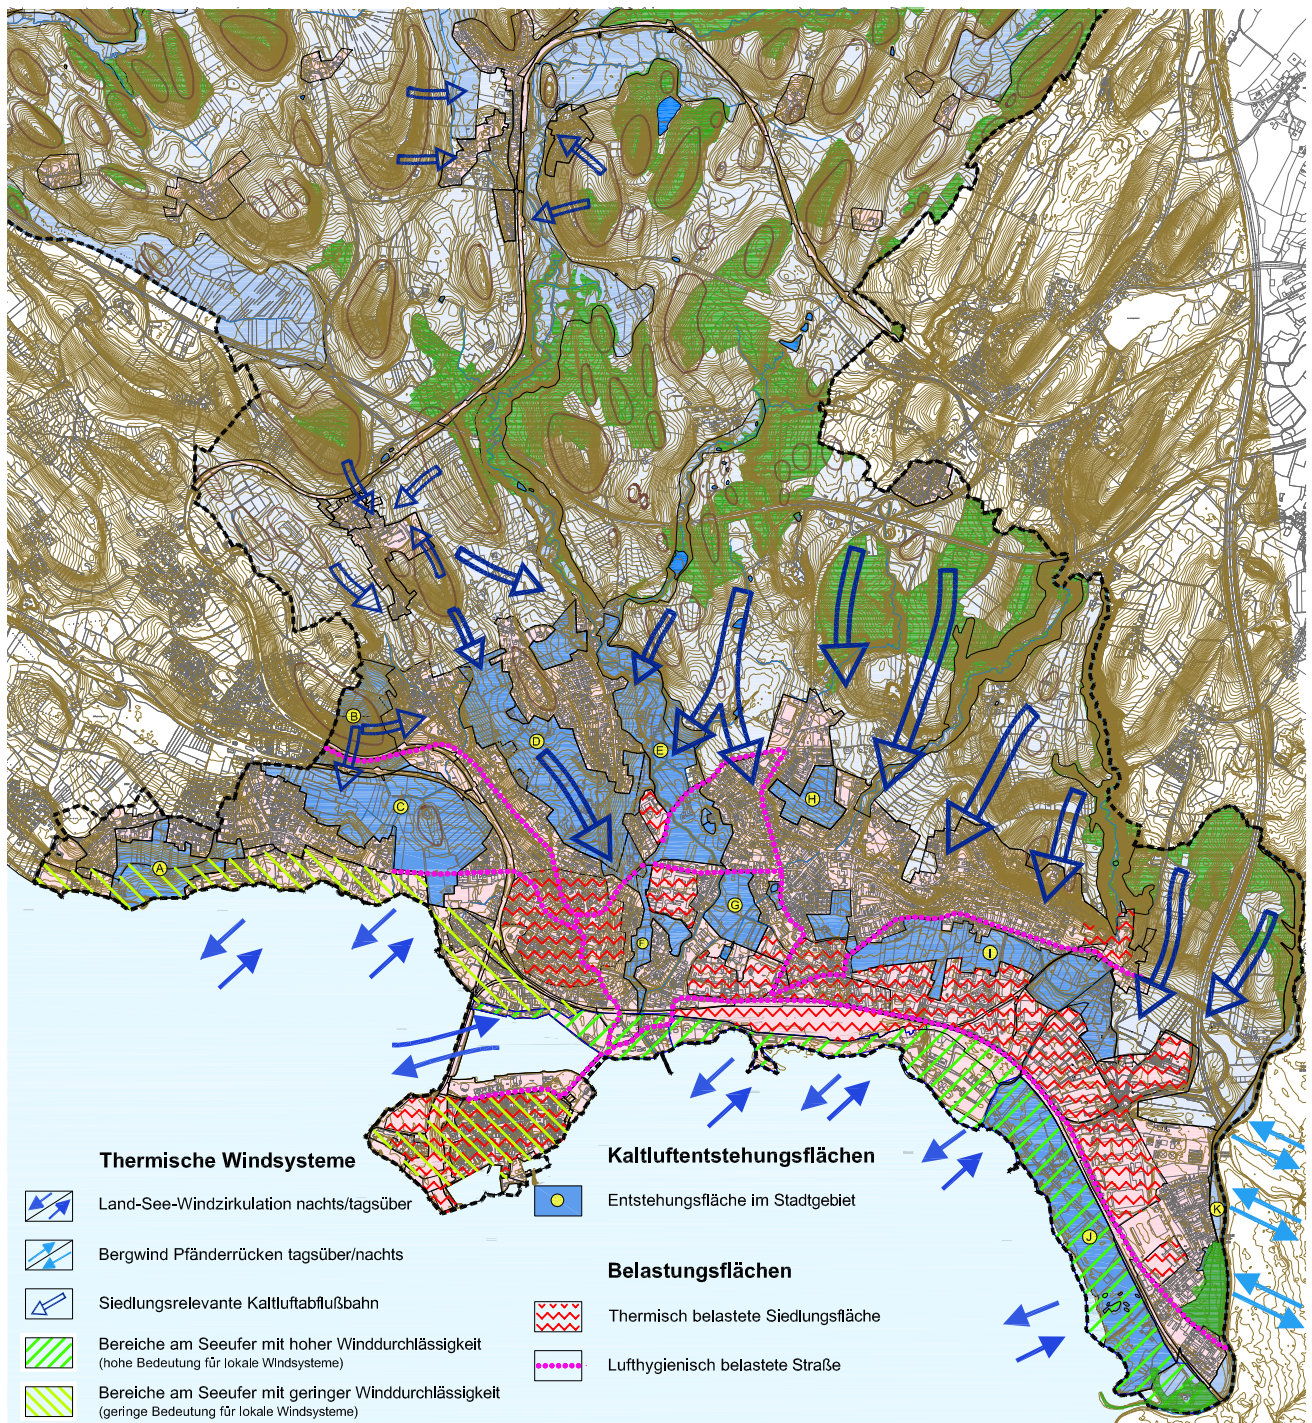 B
D
E
H
C
A
G
F
I
K
J
Thermische Windsysteme
Land-See-Windzirkulation nachts/tagsüber
Bergwind Pfänderrücken tagsüber/nachts
Siedlungsrelevante Kaltluftabflußbahn
Bereiche am Seeufer mit hoher Winddurchlässigkeit
(hohe Bedeutung für lokale Windsysteme)
Bereiche am Seeufer mit geringer Winddurchlässigkeit
(geringe Bedeutung für lokale Windsysteme)
Kaltluftentstehungsflächen
Entstehungsfläche im Stadtgebiet
Belastungsflächen
Thermisch belastete Siedlungsfläche
Lufthygienisch belastete Straße